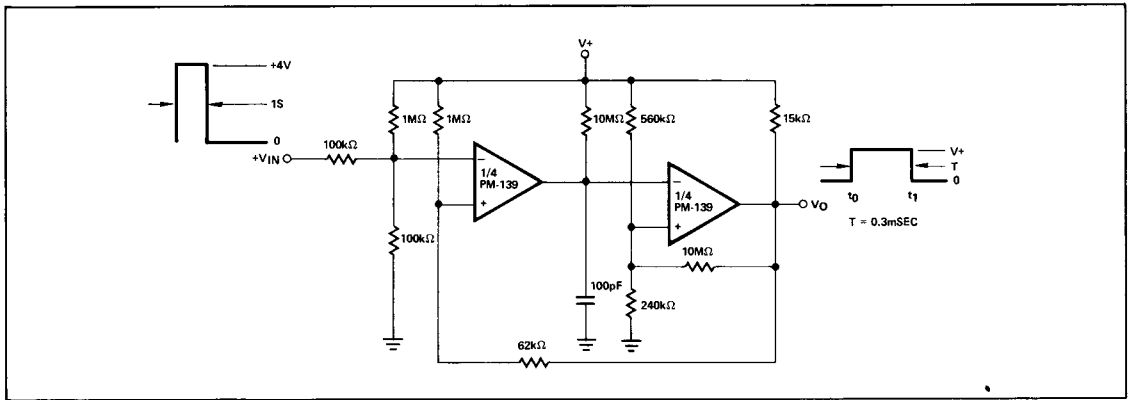 V+
+4V
1S
0
+VIN
100kΩ
1MΩ
1MΩ
10MΩ
560kΩ
15kΩ
−
1/4
PM-139
+
−
1/4
PM-139
+
100kΩ
100pF
10MΩ
240kΩ
62kΩ
VO
V+
T
0
t0
t1
T = 0.3mSEC